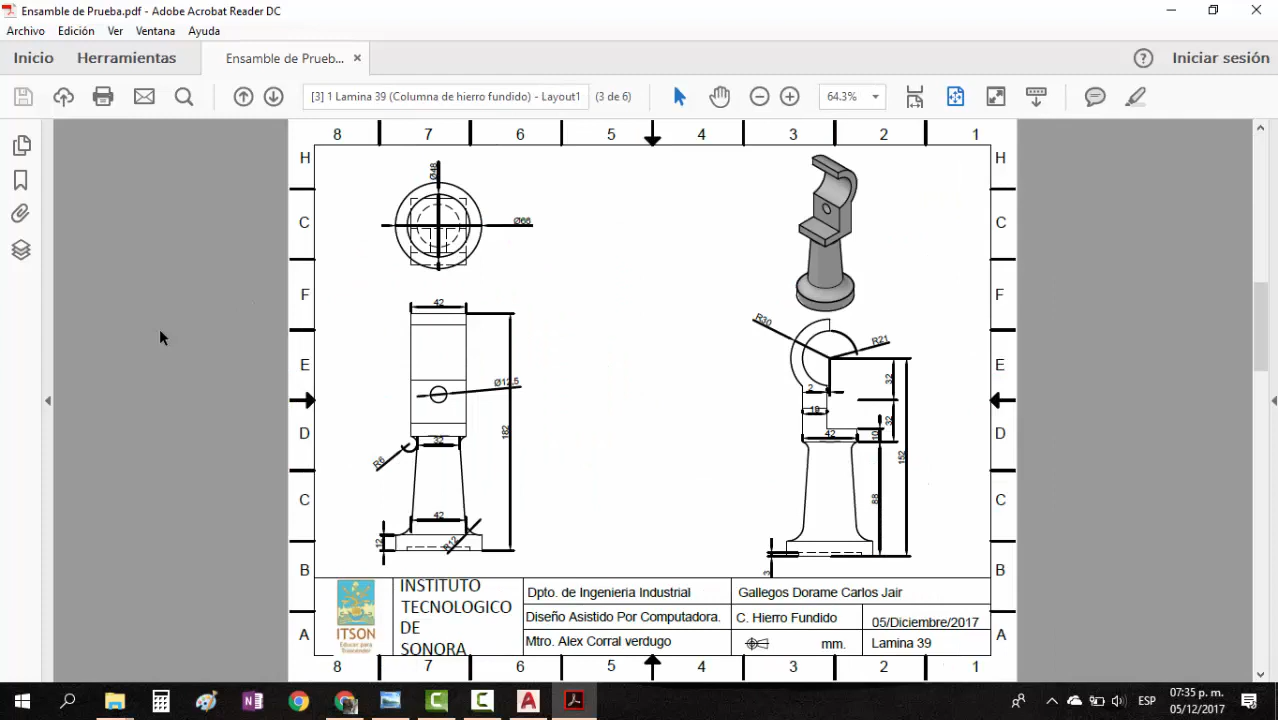 Ensamble de Prueba.pdf - Adobe Acrobat Reader DC
Archivo Edición Ver Ventana Ayuda
Inicio Herramientas Ensamble de Prueb... × ? Iniciar sesión
[3] 1 Lamina 39 (Columna de hierro fundido) - Layout1 (3 de 6) 64.3%
8 7 6 5 4 3 2 1
H H
C C
F F
E E
D D
C C
B B
A A
Ø48
Ø66
42
Ø12.5
182
32
R6
42
12
R12
R30
R21
32
2
18
32
42
10
152
88
3
INSTITUTO
TECNOLOGICO
DE
SONORA
ITSON
Educar para
Trascender
Dpto. de Ingenieria Industrial Gallegos Dorame Carlos Jair
Diseño Asistido Por Computadora. C. Hierro Fundido 05/Diciembre/2017
Mtro. Alex Corral verdugo mm. Lamina 39
8 7 6 5 4 3 2 1
ESP
07:35 p. m.
05/12/2017